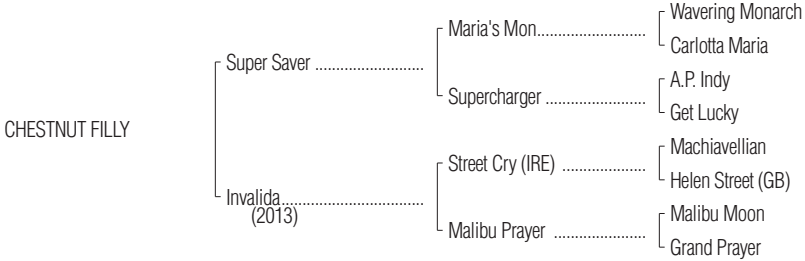 Wavering Monarch
Maria's Mon..........................
Carlotta Maria
Super Saver ..........................
A.P. Indy
Supercharger ........................
Get Lucky
CHESTNUT FILLY
Machiavellian
Street Cry (IRE) ....................
Helen Street (GB)
Invalida..................................
(2013)
Malibu Moon
Malibu Prayer ......................
Grand Prayer